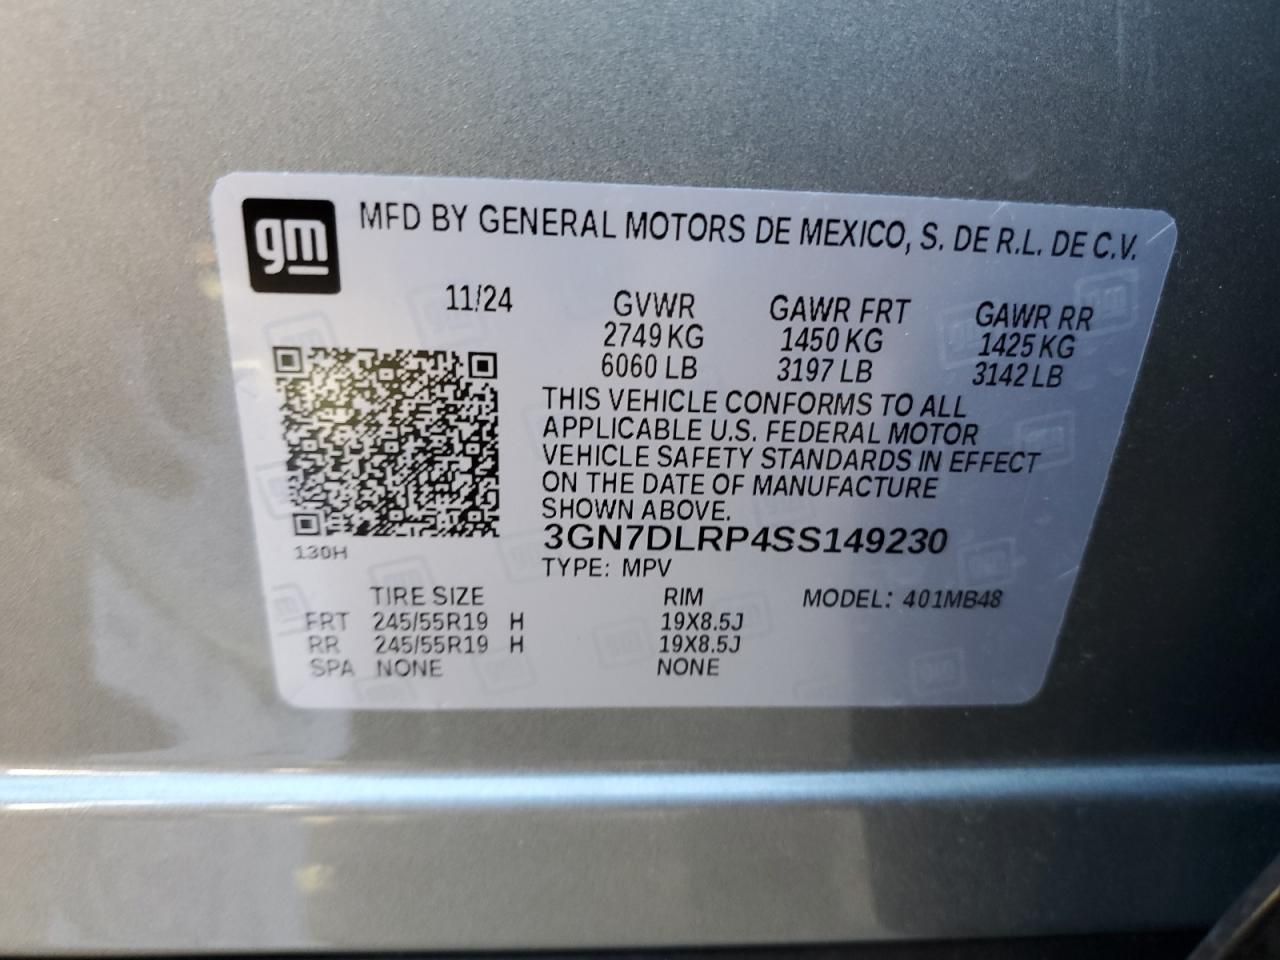 gm
MFD BY GENERAL MOTORS DE MEXICO, S. DE R.L. DE C.V.
11/24 GVWR GAWR FRT GAWR RR
2749 KG 1450 KG 1425 KG
6060 LB 3197 LB 3142 LB
THIS VEHICLE CONFORMS TO ALL
APPLICABLE U.S. FEDERAL MOTOR
VEHICLE SAFETY STANDARDS IN EFFECT
ON THE DATE OF MANUFACTURE
SHOWN ABOVE.
3GN7DLRP4SS149230
130H
TYPE: MPV
TIRE SIZE RIM MODEL: 401MB48
FRT 245/55R19 H 19X8.5J
RR 245/55R19 H 19X8.5J
SPA NONE NONE